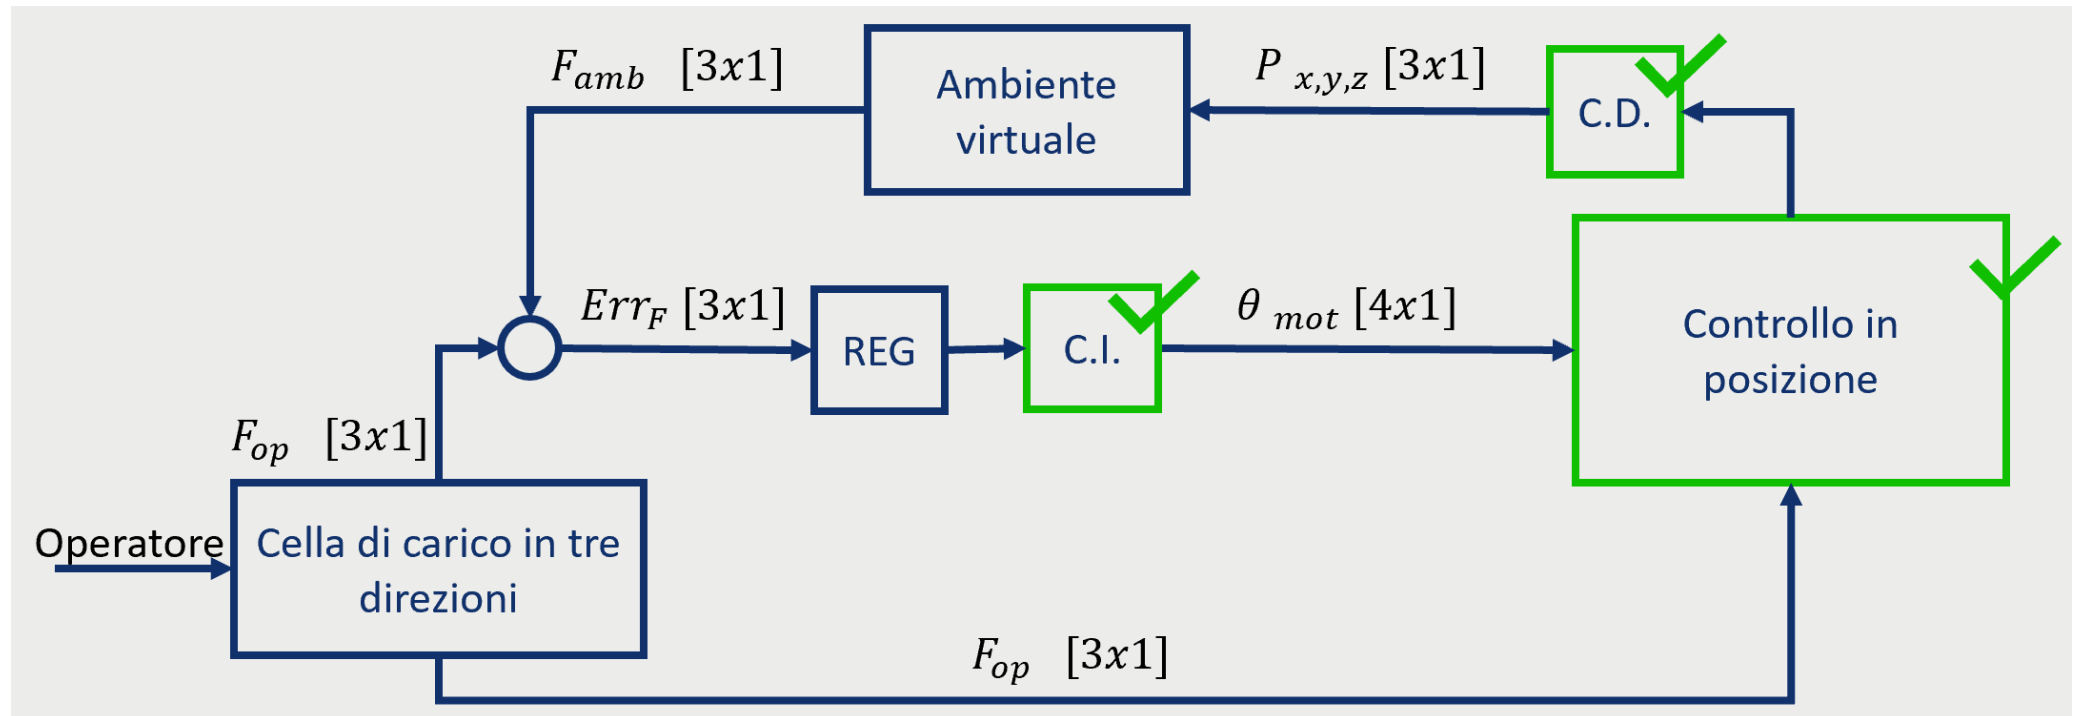 F_amb [3x1]
Ambiente
virtuale
P x,y,z [3x1]
C.D.
Err_F [3x1]
REG
C.I.
θ mot [4x1]
Controllo in
posizione
F_op [3x1]
Operatore
Cella di carico in tre
direzioni
F_op [3x1]